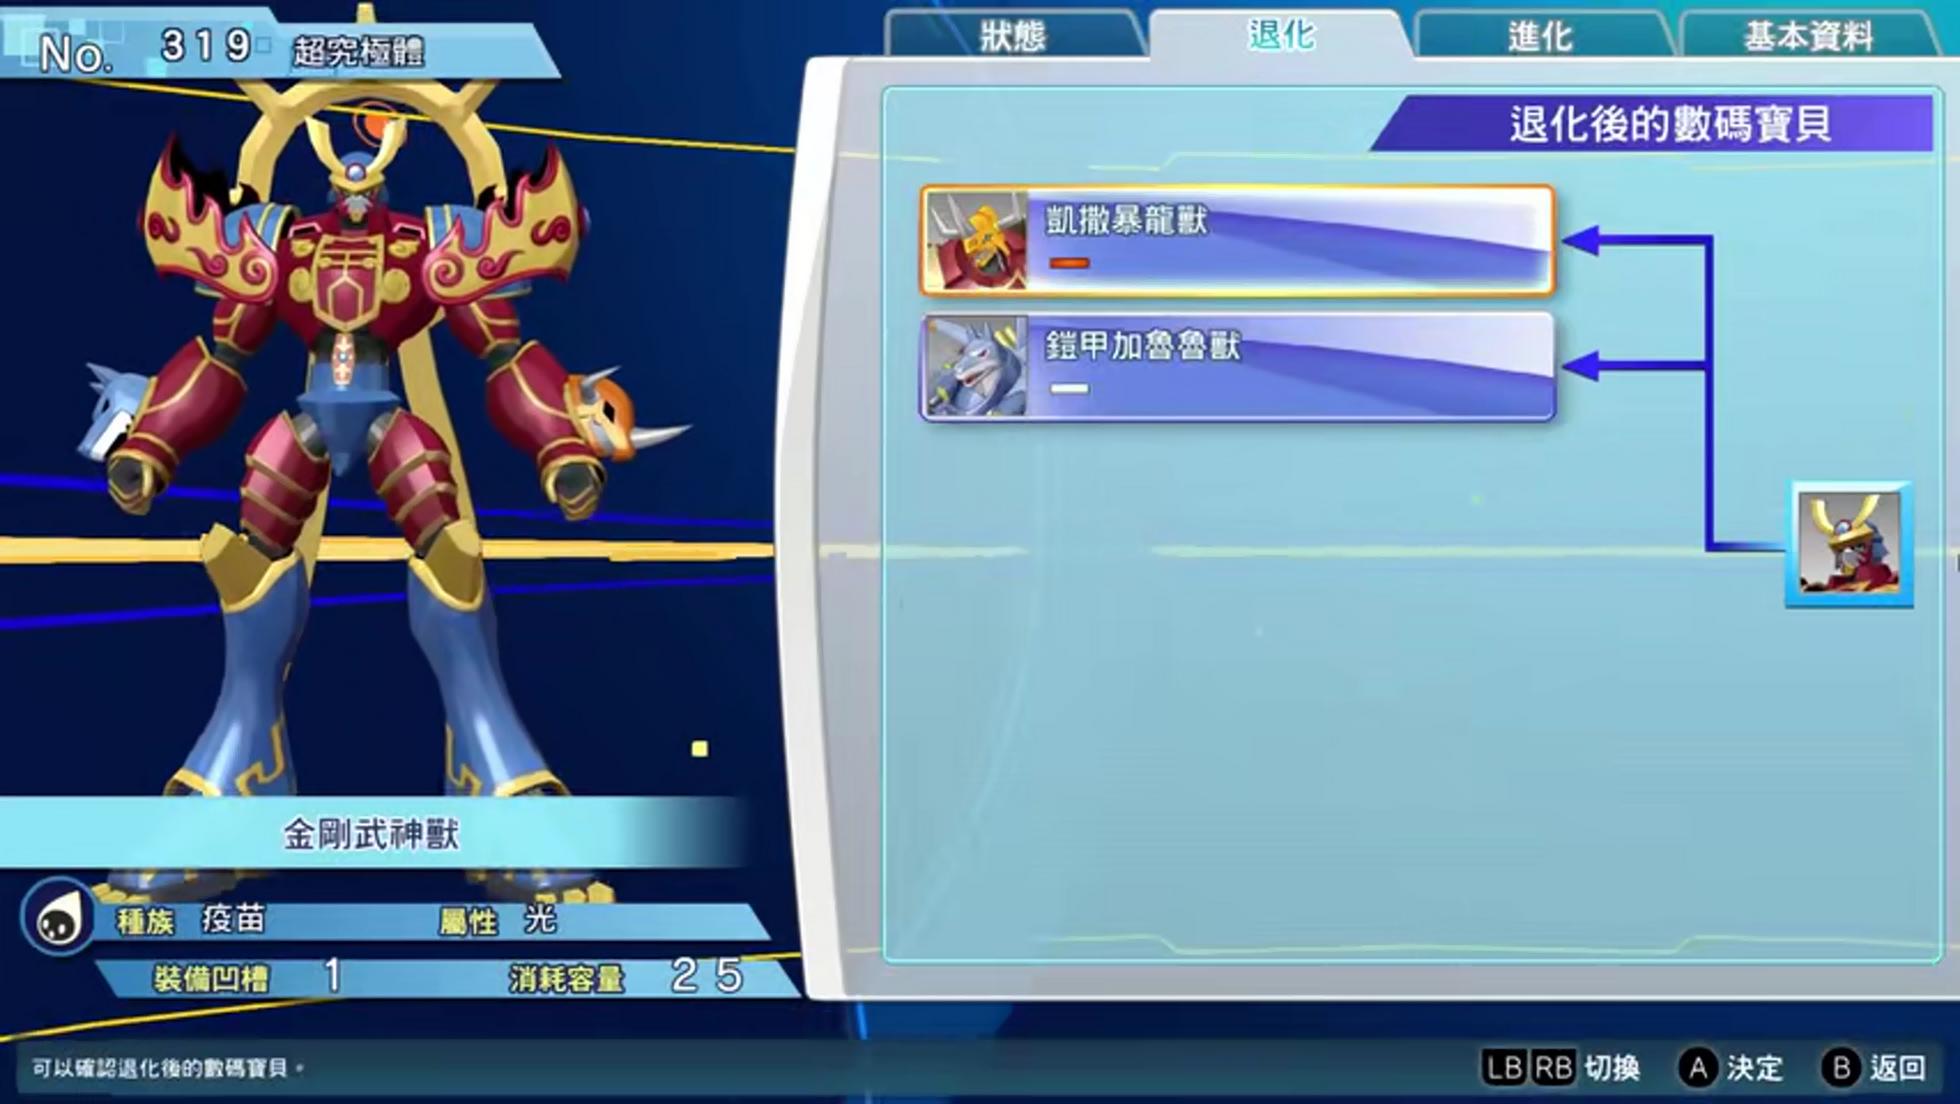 No. 319 超究極體
狀態 退化 進化 基本資料
退化後的數碼寶貝
凱撒暴龍獸
鎧甲加魯魯獸
金剛武神獸
種族 疫苗 屬性 光
裝備凹槽 1 消耗容量 25
可以確認退化後的數碼寶貝。
LB RB 切換 A 決定 B 返回